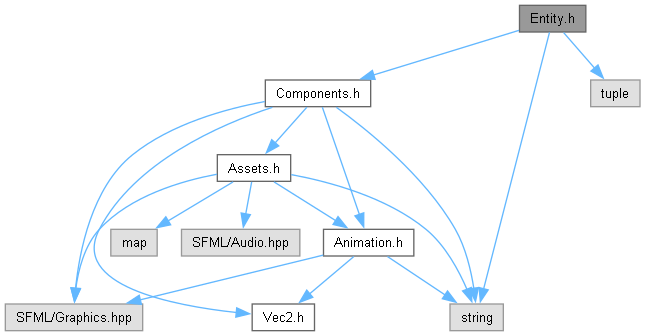 Entity.h
Components.h
tuple
Assets.h
map
SFML/Audio.hpp
Animation.h
SFML/Graphics.hpp
Vec2.h
string